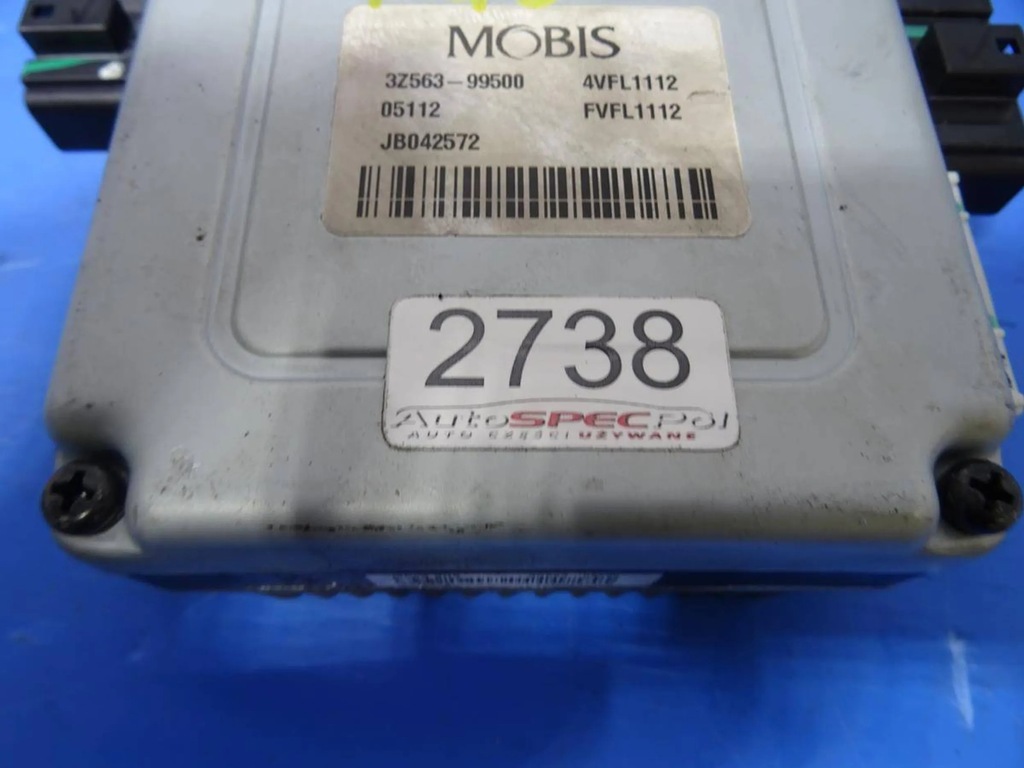 MOBIS
3Z563-99500 4VFL1112
05112 FVFL1112
JB042572
2738
AutoSPECPol
AUTO CZĘŚCI UŻYWANE